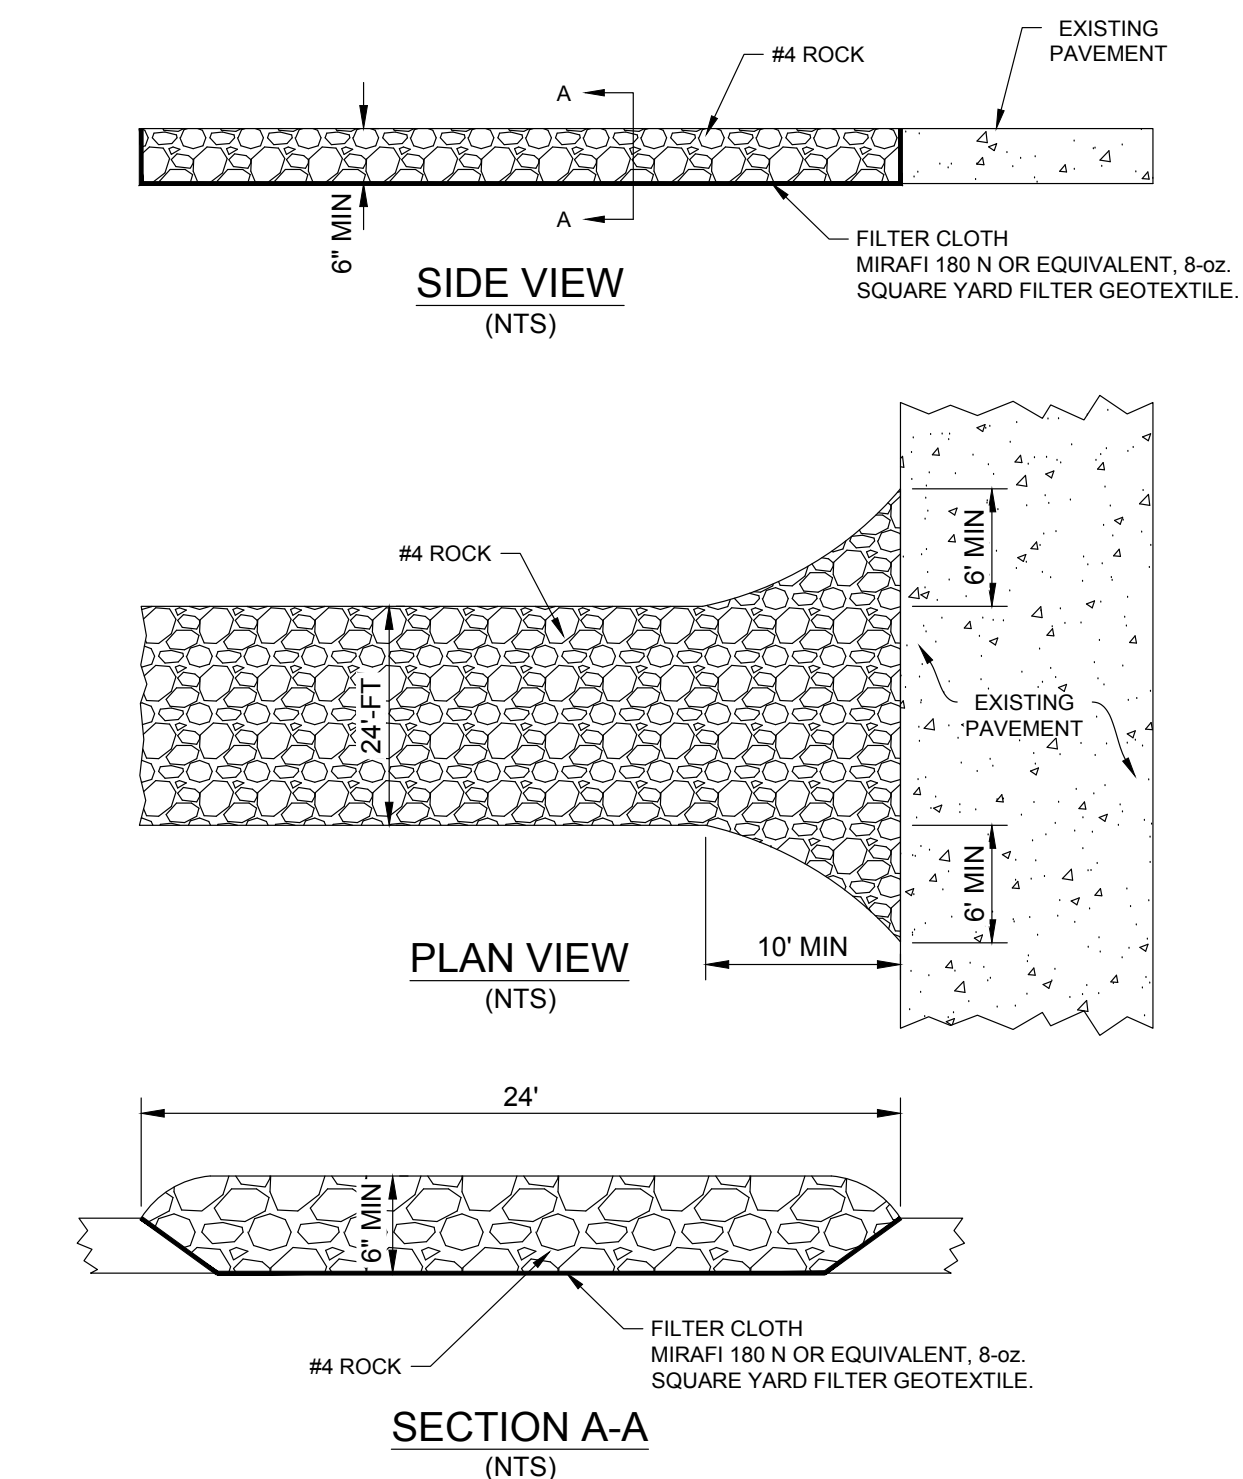 EXISTING
PAVEMENT
#4 ROCK
A
A
6" MIN
FILTER CLOTH
MIRAFI 180 N OR EQUIVALENT, 8-oz.
SQUARE YARD FILTER GEOTEXTILE.
SIDE VIEW
(NTS)
#4 ROCK
6' MIN
24'-FT
EXISTING
PAVEMENT
6' MIN
10' MIN
PLAN VIEW
(NTS)
24'
6" MIN
FILTER CLOTH
MIRAFI 180 N OR EQUIVALENT, 8-oz.
SQUARE YARD FILTER GEOTEXTILE.
#4 ROCK
SECTION A-A
(NTS)